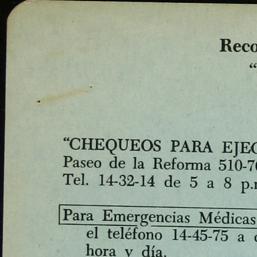 Reco
“
“CHEQUEOS PARA EJEC
Paseo de la Reforma 510-70
Tel. 14-32-14 de 5 a 8 p.
Para Emergencias Médicas
el teléfono 14-45-75 a
hora y día.